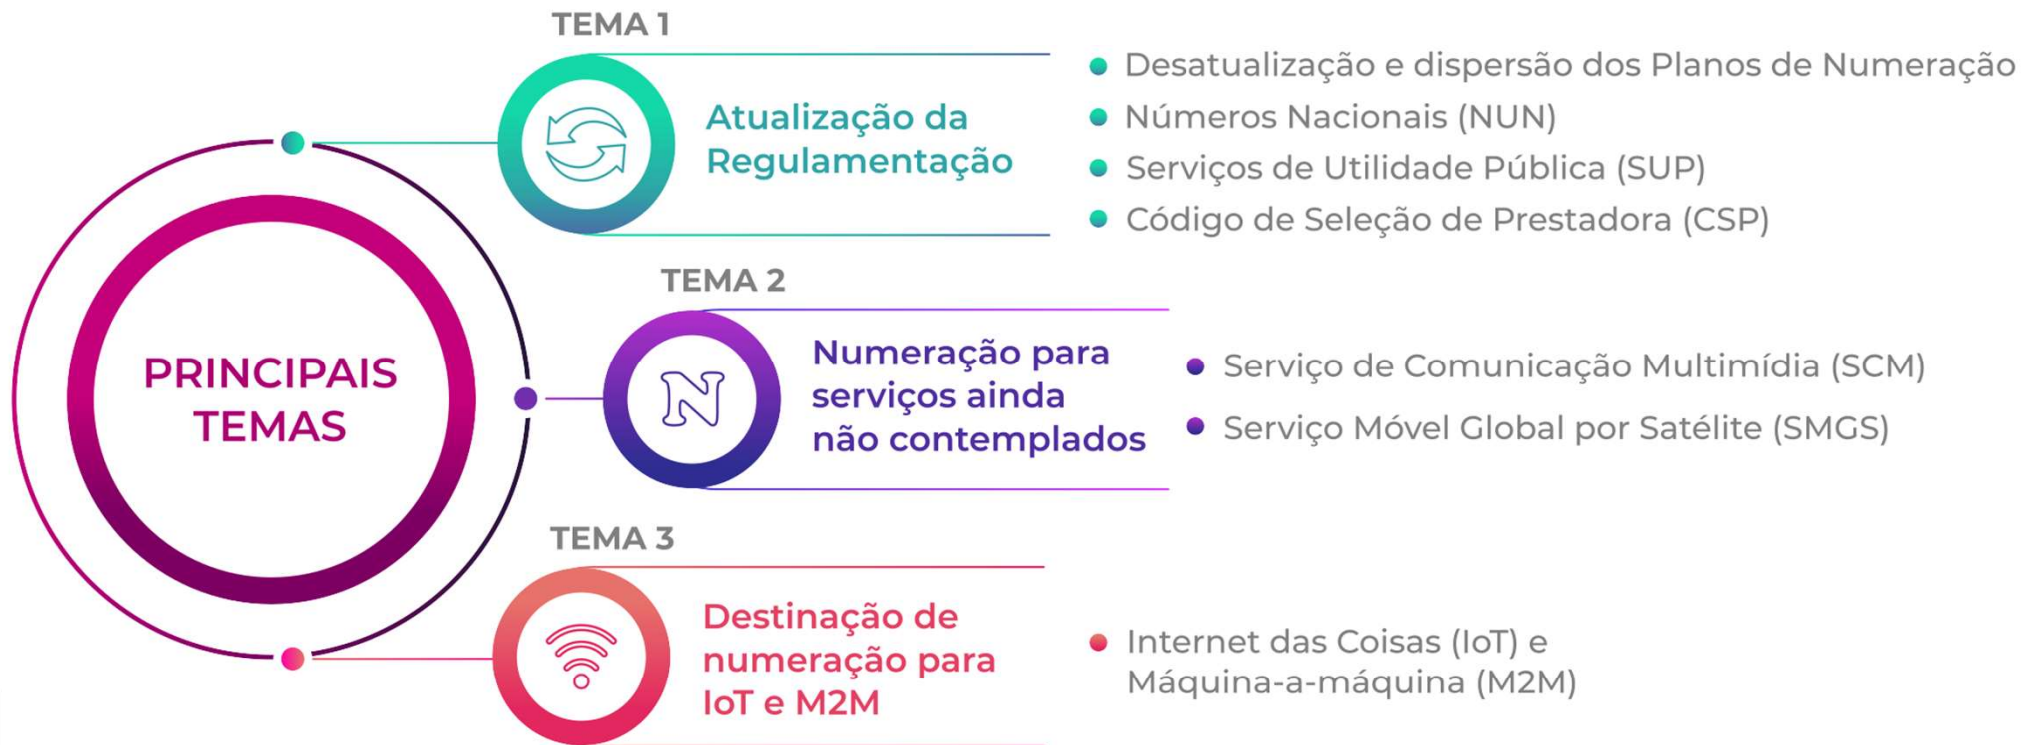 PRINCIPAIS
TEMAS
TEMA 1
Atualização da
Regulamentação
Desatualização e dispersão dos Planos de Numeração
Números Nacionais (NUN)
Serviços de Utilidade Pública (SUP)
Código de Seleção de Prestadora (CSP)
TEMA 2
N
Numeração para
serviços ainda
não contemplados
Serviço de Comunicação Multimídia (SCM)
Serviço Móvel Global por Satélite (SMGS)
TEMA 3
Destinação de
numeração para
IoT e M2M
Internet das Coisas (IoT) e
Máquina-a-máquina (M2M)